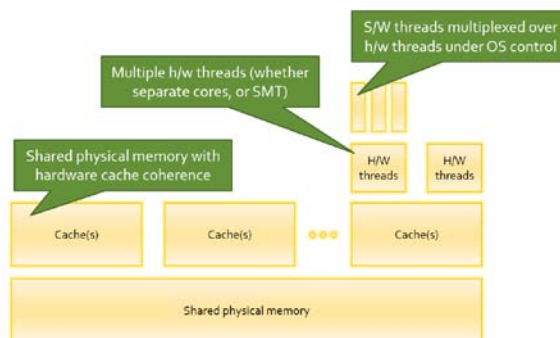 S/W threads multiplexed over
h/w threads under OS control
Multiple h/w threads (whether
separate cores, or SMT)
Shared physical memory with
hardware cache coherence
H/W
threads
H/W
threads
Cache(s)
Cache(s)
Cache(s)
Shared physical memory